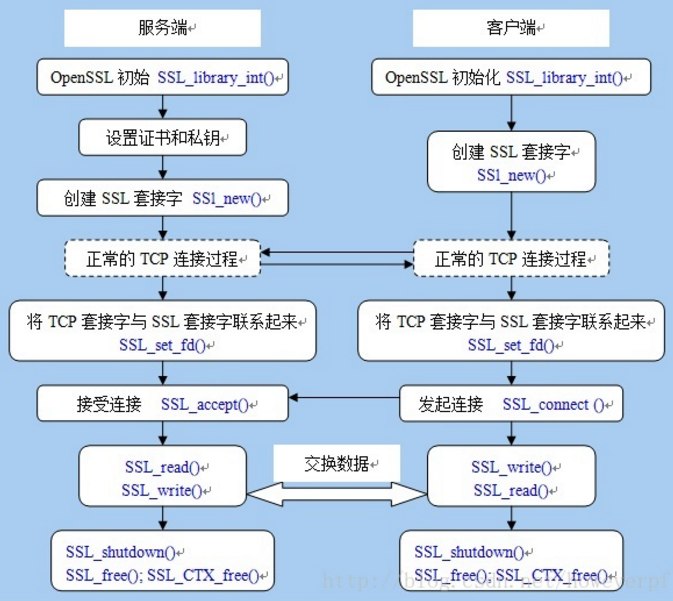 服务端
客户端
OpenSSL 初始 SSL_library_int()
OpenSSL 初始化 SSL_library_int()
设置证书和私钥
创建 SSL 套接字
SSl_new()
创建 SSL 套接字 SSl_new()
正常的 TCP 连接过程
正常的 TCP 连接过程
将 TCP 套接字与 SSL 套接字联系起来
SSL_set_fd()
将 TCP 套接字与 SSL 套接字联系起来
SSL_set_fd()
接受连接 SSL_accept()
发起连接 SSL_connect ()
交换数据
SSL_read()
SSL_write()
SSL_write()
SSL_read()
SSL_shutdown()
SSL_free(); SSL_CTX_free()
SSL_shutdown()
SSL_free(); SSL_CTX_free()
http://blog.csdn.net/howeverpf